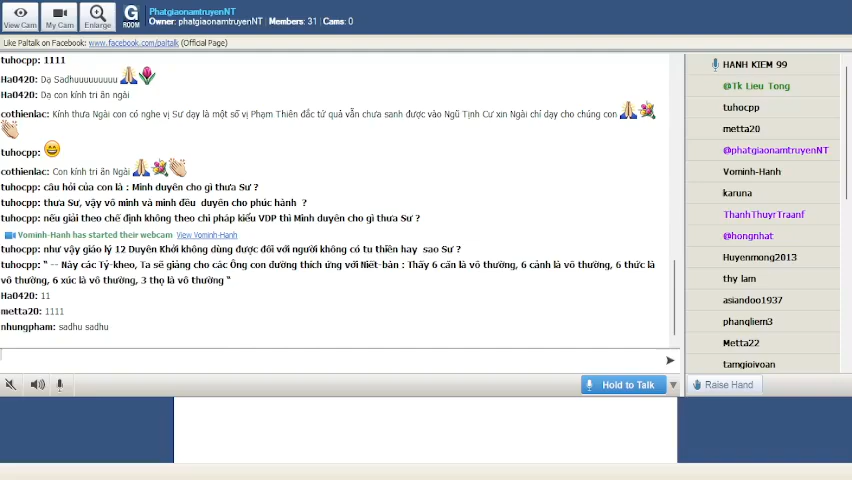 View Cam
My Cam
Enlarge
G
ROOM
PhatgiaonamtruyenNT
Owner: phatgiaonamtruyenNT | Members: 31 | Cams: 0
Like Paltalk on Facebook: www.facebook.com/paltalk (Official Page)
tuhocpp: 1111
Ha0420: Dạ Sadhuuuuuuuuu
Ha0420: Dạ con kính tri ân ngài
cothienlac: Kính thưa Ngài con có nghe vị Sư dạy là một số vị Phạm Thiên đắc tứ quả vẫn chưa sanh được vào Ngũ Tịnh Cư xin Ngài chỉ dạy cho chúng con
tuhocpp:
cothienlac: Con kính tri ân Ngài
tuhocpp: câu hỏi của con là : Minh duyên cho gì thưa Sư ?
tuhocpp: thưa Sư, vậy vô minh và minh đều duyên cho phúc hành ?
tuhocpp: nếu giải theo chế định không theo chi pháp kiểu VDP thì Minh duyên cho gì thưa Sư ?
Vominh-Hanh has started their webcam View Vominh-Hanh
tuhocpp: như vậy giáo lý 12 Duyên Khởi không dùng được đối với người không có tu thiền hay sao Sư ?
tuhocpp: “ -- Này các Tỷ-kheo, Ta sẽ giảng cho các Ông con đường thích ứng với Niết-bàn : Thấy 6 căn là vô thường, 6 cảnh là vô thường, 6 thức là
vô thường, 6 xúc là vô thường, 3 thọ là vô thường “
Ha0420: 11
metta20: 1111
nhungpham: sadhu sadhu
Hold to Talk
HANH KIEM 99
@Tk Lieu Tong
tuhocpp
metta20
@phatgiaonamtruyenNT
Vominh-Hanh
karuna
ThanhThuyrTraanf
@hongnhat
Huyenmong2013
thy lam
asiandoo1937
phanqliem3
Metta22
tamgioivoan
Raise Hand